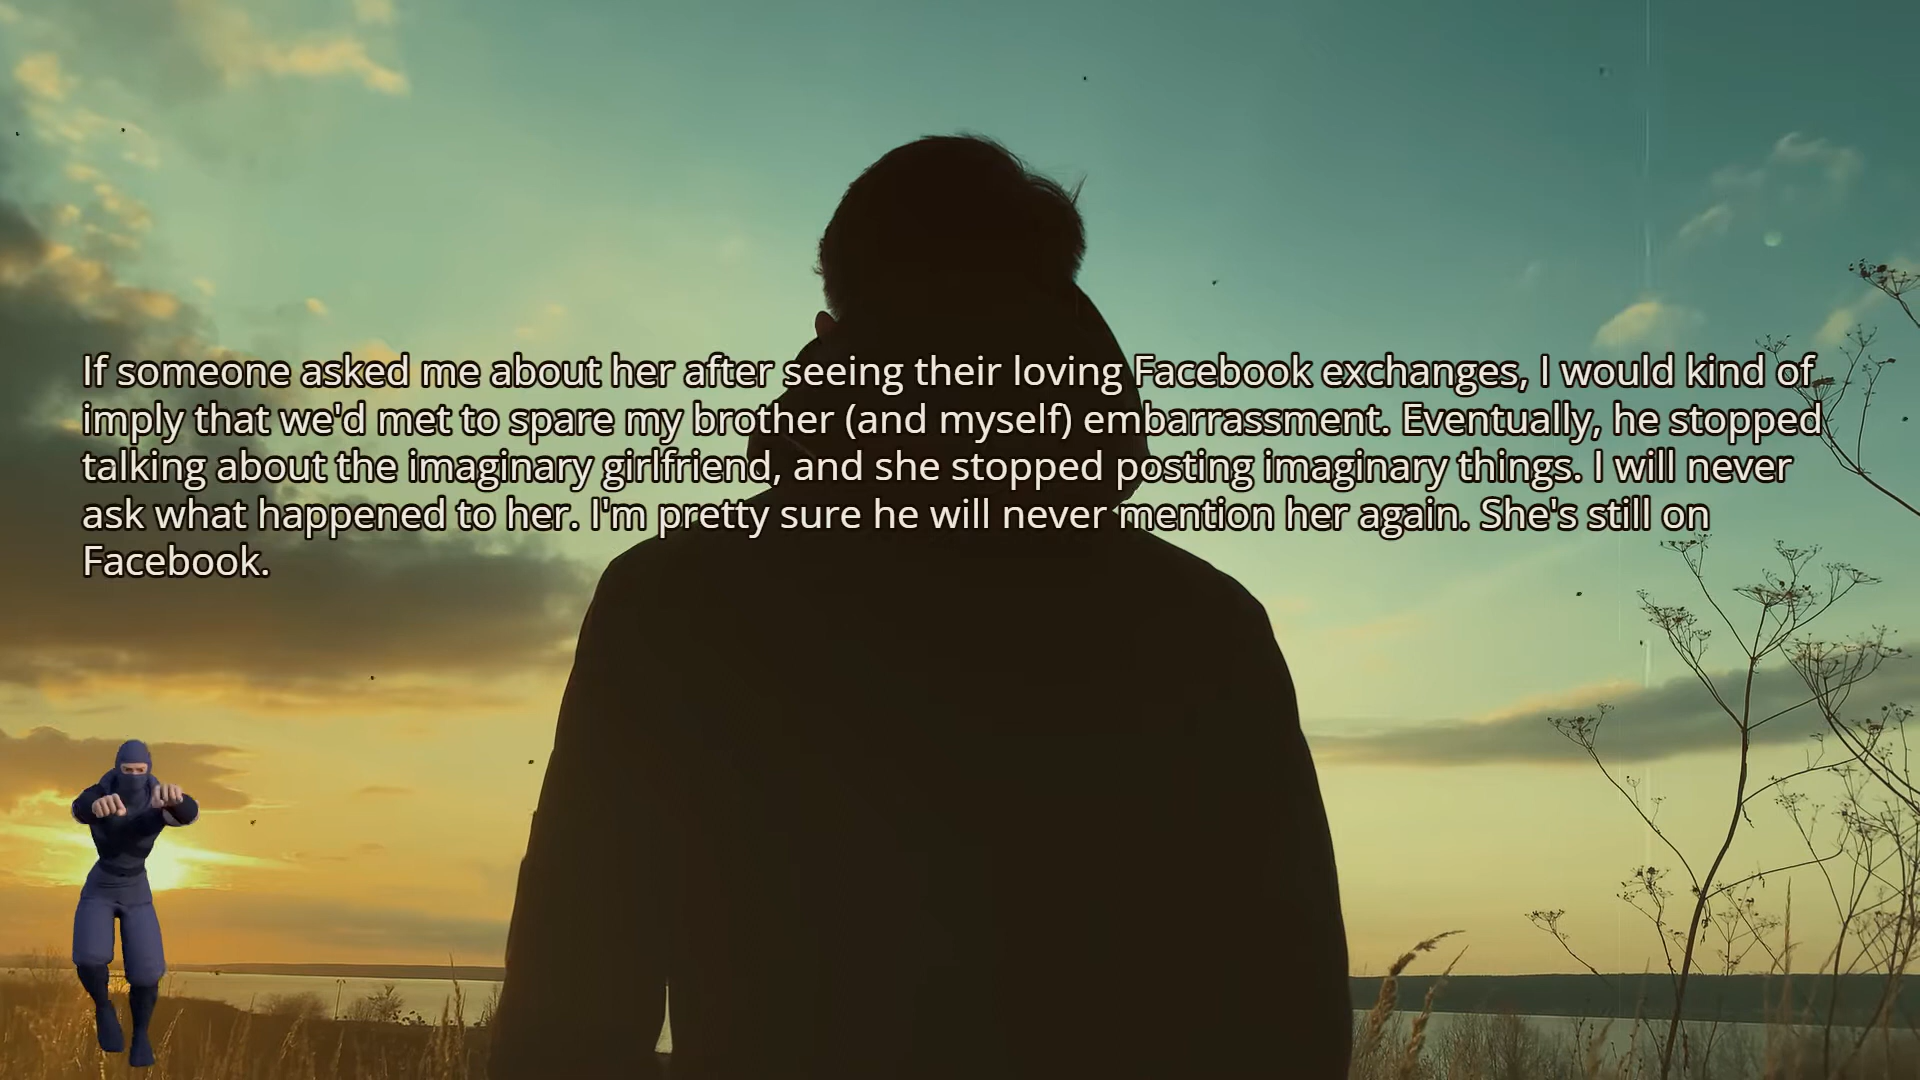 If someone asked me about her after seeing their loving Facebook exchanges, I would kind of
imply that we'd met to spare my brother (and myself) embarrassment. Eventually, he stopped
talking about the imaginary girlfriend, and she stopped posting imaginary things. I will never
ask what happened to her. I'm pretty sure he will never mention her again. She's still on
Facebook.